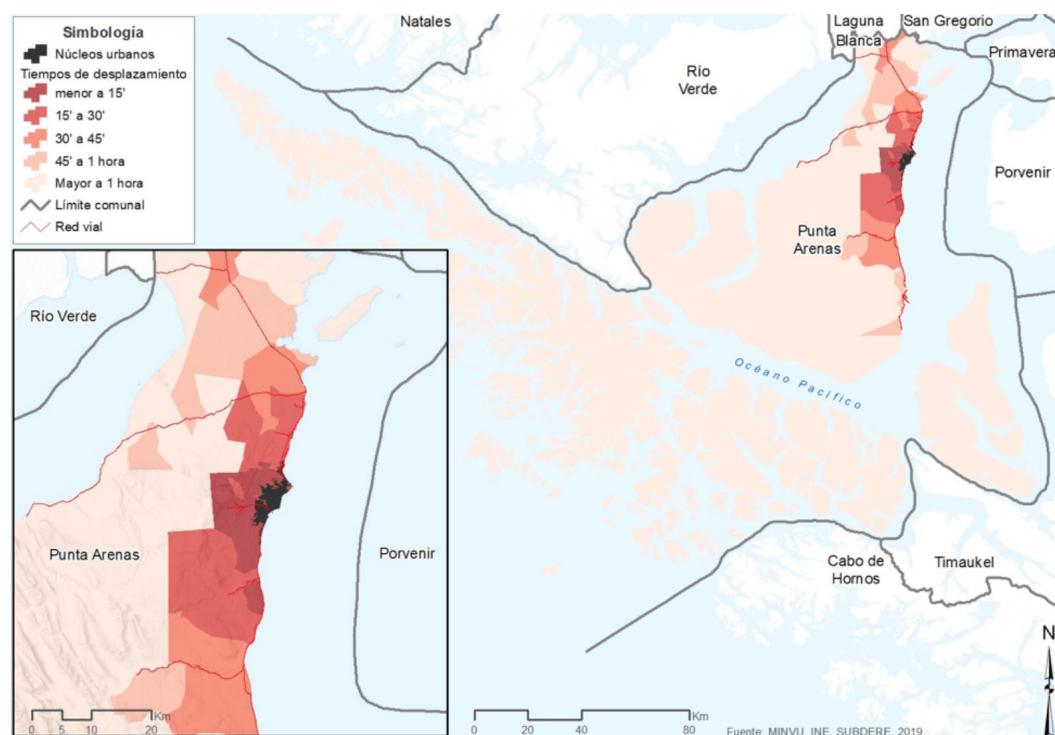 Simbología
Núcleos urbanos
Tiempos de desplazamiento
menor a 15'
15' a 30'
30' a 45'
45' a 1 hora
Mayor a 1 hora
Límite comunal
Red vial
Natales
Laguna
Blanca
San Gregorio
Primavera
Río
Verde
Porvenir
Punta
Arenas
Océano Pacífico
Cabo de
Hornos
Timaukel
N
Río Verde
Punta Arenas
Porvenir
Km
0 5 10 20
Km
0 20 40 80
Fuente: MINVU, INE, SUBDERE, 2019